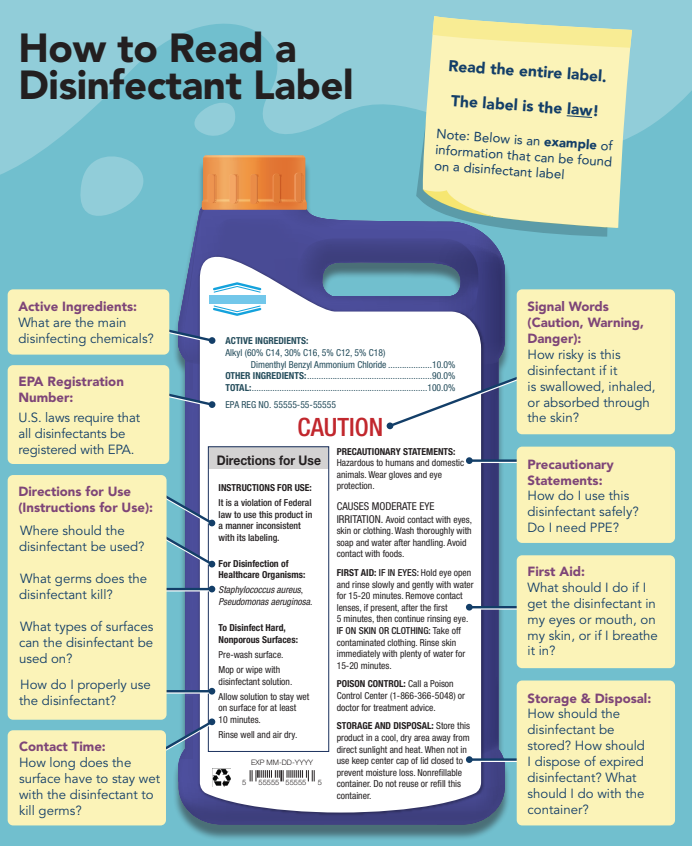 How to Read a
Disinfectant Label
Read the entire label.
The label is the law!
Note: Below is an example of
information that can be found
on a disinfectant label
Active Ingredients:
What are the main
disinfecting chemicals?
EPA Registration
Number:
U.S. laws require that
all disinfectants be
registered with EPA.
Directions for Use
(Instructions for Use):
Where should the
disinfectant be used?
What germs does the
disinfectant kill?
What types of surfaces
can the disinfectant be
used on?
How do I properly use
the disinfectant?
Contact Time:
How long does the
surface have to stay wet
with the disinfectant to
kill germs?
ACTIVE INGREDIENTS:
Alkyl (60% C14, 30% C16, 5% C12, 5% C18)
Dimenthyl Benzyl Ammonium Chloride ..................10.0%
OTHER INGREDIENTS:..................................................90.0%
TOTAL:.......................................................................100.0%
EPA REG NO. 55555-55-55555
CAUTION
Directions for Use
INSTRUCTIONS FOR USE:
It is a violation of Federal
law to use this product in
a manner inconsistent
with its labeling.
For Disinfection of
Healthcare Organisms:
Staphylococcus aureus,
Pseudomonas aeruginosa.
To Disinfect Hard,
Nonporous Surfaces:
Pre-wash surface.
Mop or wipe with
disinfectant solution.
Allow solution to stay wet
on surface for at least
10 minutes.
Rinse well and air dry.
EXP MM-DD-YYYY
5 55555 55555 5
PRECAUTIONARY STATEMENTS:
Hazardous to humans and domestic
animals. Wear gloves and eye
protection.
CAUSES MODERATE EYE
IRRITATION. Avoid contact with eyes,
skin or clothing. Wash thoroughly with
soap and water after handling. Avoid
contact with foods.
FIRST AID: IF IN EYES: Hold eye open
and rinse slowly and gently with water
for 15-20 minutes. Remove contact
lenses, if present, after the first
5 minutes, then continue rinsing eye.
IF ON SKIN OR CLOTHING: Take off
contaminated clothing. Rinse skin
immediately with plenty of water for
15-20 minutes.
POISON CONTROL: Call a Poison
Control Center (1-866-366-5048) or
doctor for treatment advice.
STORAGE AND DISPOSAL: Store this
product in a cool, dry area away from
direct sunlight and heat. When not in
use keep center cap of lid closed to
prevent moisture loss. Nonrefillable
container. Do not reuse or refill this
container.
Signal Words
(Caution, Warning,
Danger):
How risky is this
disinfectant if it
is swallowed, inhaled,
or absorbed through
the skin?
Precautionary
Statements:
How do I use this
disinfectant safely?
Do I need PPE?
First Aid:
What should I do if I
get the disinfectant in
my eyes or mouth, on
my skin, or if I breathe
it in?
Storage & Disposal:
How should the
disinfectant be
stored? How should
I dispose of expired
disinfectant? What
should I do with the
container?